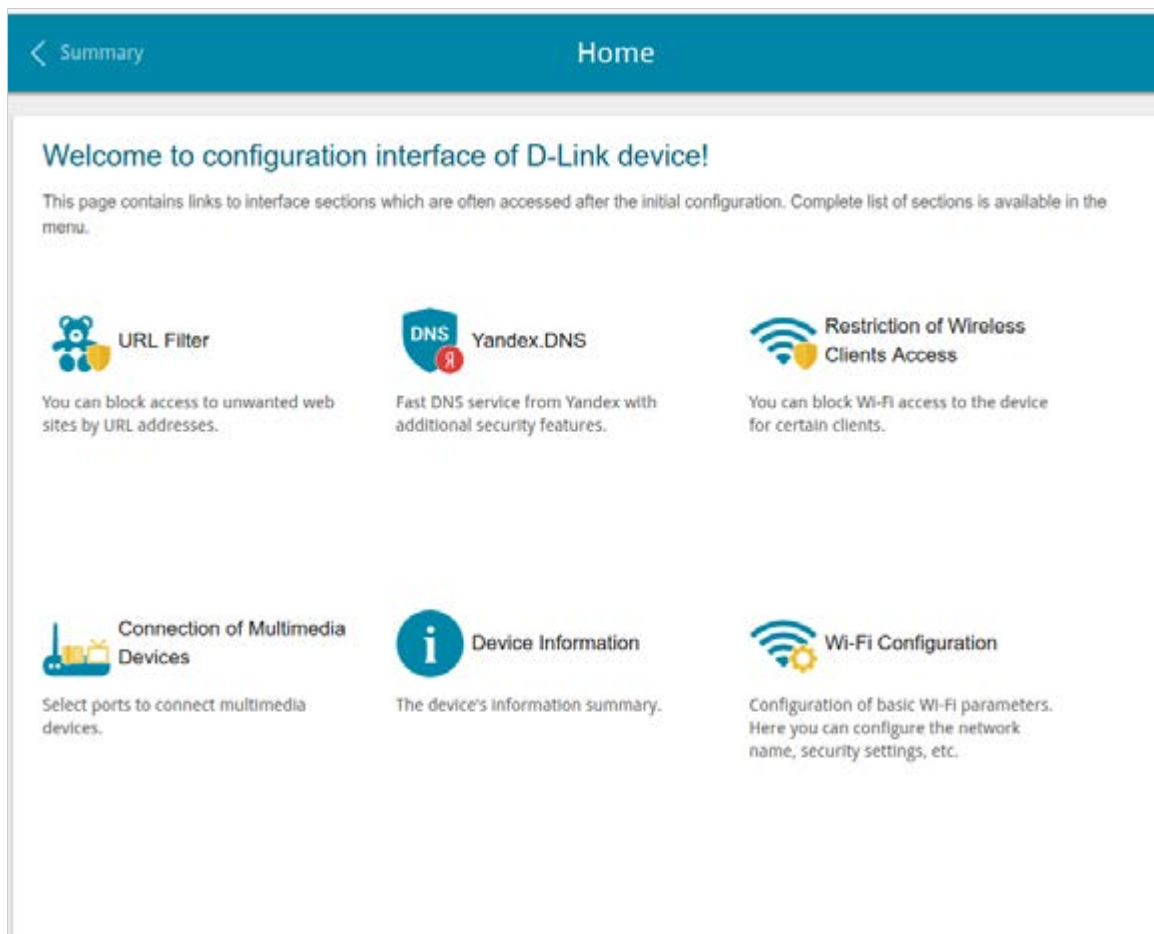 Summary
Home
Welcome to configuration interface of D-Link device!
This page contains links to interface sections which are often accessed after the initial configuration. Complete list of sections is available in the
menu.
URL Filter
You can block access to unwanted web
sites by URL addresses.
DNS
Я
Yandex.DNS
Fast DNS service from Yandex with
additional security features.
Restriction of Wireless
Clients Access
You can block Wi-Fi access to the device
for certain clients.
Connection of Multimedia
Devices
Select ports to connect multimedia
devices.
i
Device Information
The device's information summary.
Wi-Fi Configuration
Configuration of basic Wi-Fi parameters.
Here you can configure the network
name, security settings, etc.